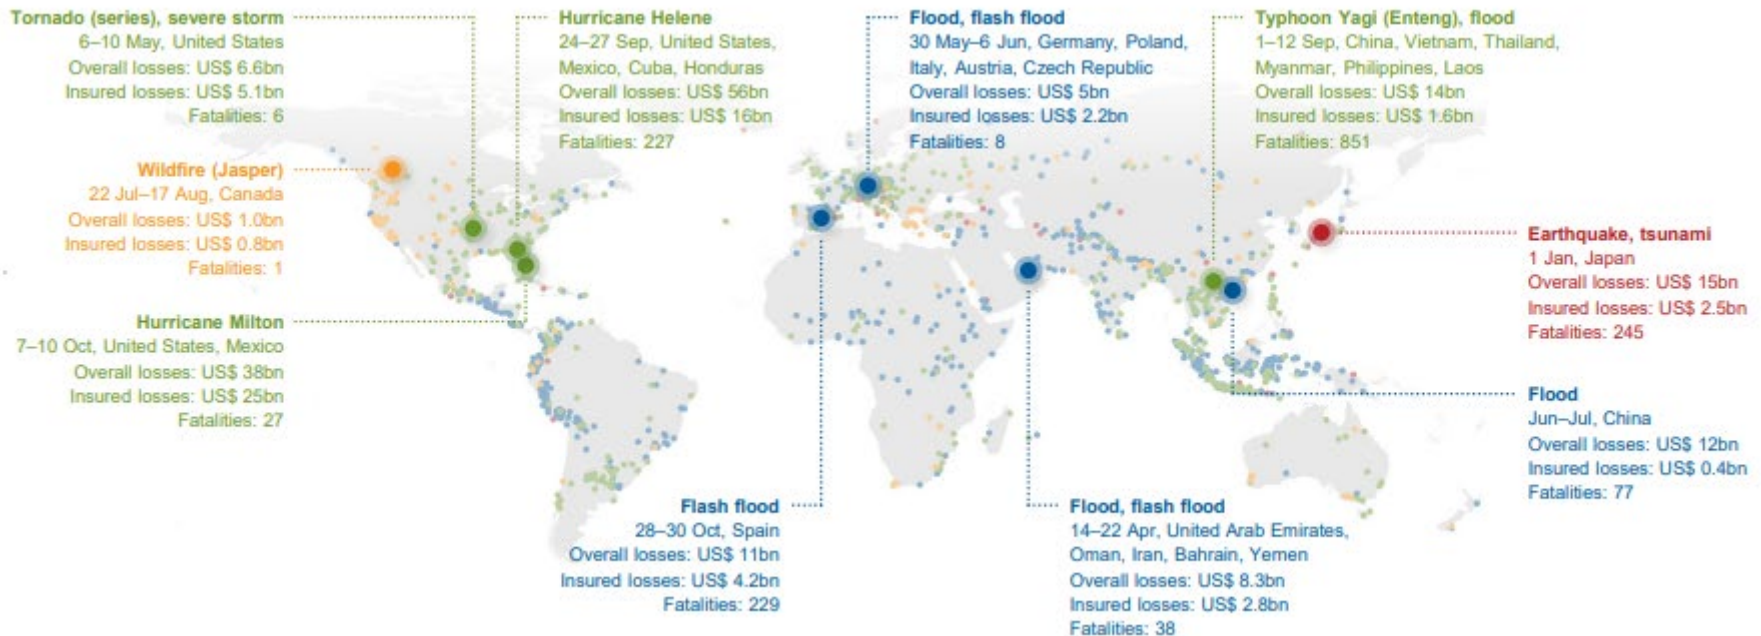 Tornado (series), severe storm
6–10 May, United States
Overall losses: US$ 6.6bn
Insured losses: US$ 5.1bn
Fatalities: 6
Hurricane Helene
24–27 Sep, United States,
Mexico, Cuba, Honduras
Overall losses: US$ 56bn
Insured losses: US$ 16bn
Fatalities: 227
Flood, flash flood
30 May–6 Jun, Germany, Poland,
Italy, Austria, Czech Republic
Overall losses: US$ 5bn
Insured losses: US$ 2.2bn
Fatalities: 8
Typhoon Yagi (Enteng), flood
1–12 Sep, China, Vietnam, Thailand,
Myanmar, Philippines, Laos
Overall losses: US$ 14bn
Insured losses: US$ 1.6bn
Fatalities: 851
Wildfire (Jasper)
22 Jul–17 Aug, Canada
Overall losses: US$ 1.0bn
Insured losses: US$ 0.8bn
Fatalities: 1
Earthquake, tsunami
1 Jan, Japan
Overall losses: US$ 15bn
Insured losses: US$ 2.5bn
Fatalities: 245
Hurricane Milton
7–10 Oct, United States, Mexico
Overall losses: US$ 38bn
Insured losses: US$ 25bn
Fatalities: 27
Flood
Jun–Jul, China
Overall losses: US$ 12bn
Insured losses: US$ 0.4bn
Fatalities: 77
Flash flood
28–30 Oct, Spain
Overall losses: US$ 11bn
Insured losses: US$ 4.2bn
Fatalities: 229
Flood, flash flood
14–22 Apr, United Arab Emirates,
Oman, Iran, Bahrain, Yemen
Overall losses: US$ 8.3bn
Insured losses: US$ 2.8bn
Fatalities: 38